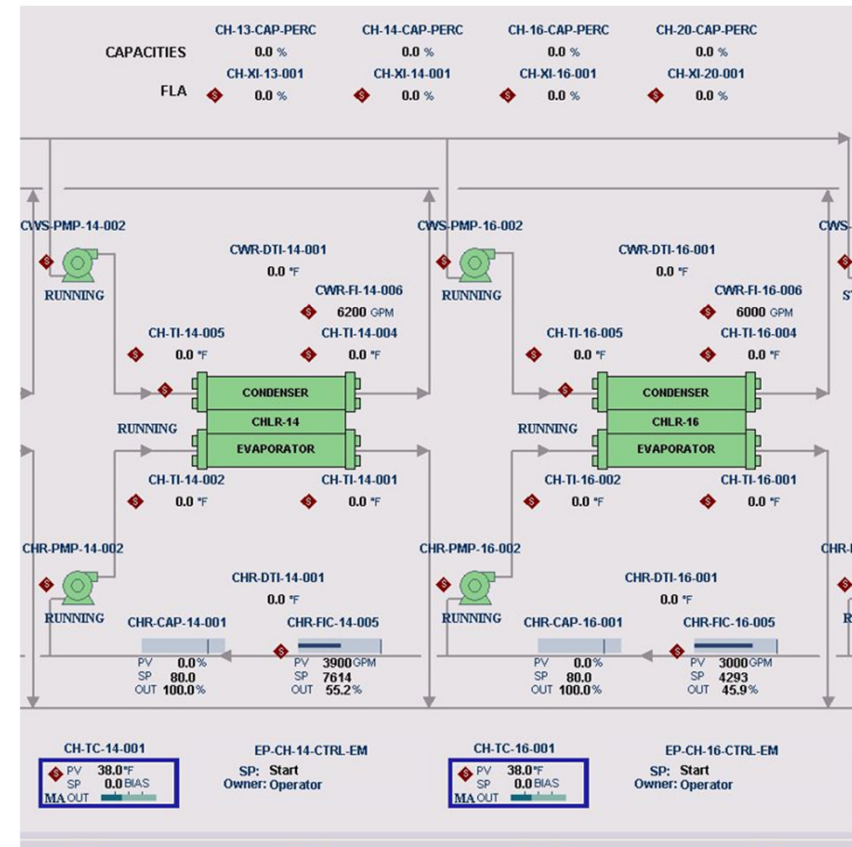 CH-13-CAP-PERC CH-14-CAP-PERC CH-16-CAP-PERC CH-20-CAP-PERC
CAPACITIES 0.0 % 0.0 % 0.0 % 0.0 %
CH-XI-13-001 CH-XI-14-001 CH-XI-16-001 CH-XI-20-001
FLA S 0.0 % S 0.0 % S 0.0 % S 0.0 %
CWS-PMP-14-002 CWS-PMP-16-002 CWS-
CWR-DTI-14-001 CWR-DTI-16-001
S 0.0 °F S 0.0 °F S
CWR-FI-14-006 CWR-FI-16-006
RUNNING S 6200 GPM RUNNING S 6000 GPM
CH-TI-14-005 CH-TI-14-004 CH-TI-16-005 CH-TI-16-004
S 0.0 °F S 0.0 °F S 0.0 °F S 0.0 °F
S CONDENSER S CONDENSER
RUNNING CHLR-14 RUNNING CHLR-16
EVAPORATOR EVAPORATOR
CH-TI-14-002 CH-TI-14-001 CH-TI-16-002 CH-TI-16-001
S 0.0 °F S 0.0 °F S 0.0 °F S 0.0 °F
CHR-PMP-14-002 CHR-PMP-16-002
CHR-DTI-14-001 CHR-DTI-16-001
S 0.0 °F S 0.0 °F S
RUNNING CHR-CAP-14-001 CHR-FIC-14-005 RUNNING CHR-CAP-16-001 CHR-FIC-16-005
S S
PV 0.0 % PV 3900 GPM PV 0.0 % PV 3000 GPM
SP 80.0 SP 7614 SP 80.0 SP 4293
OUT 100.0 % OUT 55.2 % OUT 100.0 % OUT 45.9 %
CH-TC-14-001 EP-CH-14-CTRL-EM CH-TC-16-001 EP-CH-16-CTRL-EM
S PV 38.0 °F SP: Start S PV 38.0 °F SP: Start
SP 0.0 BIAS Owner: Operator SP 0.0 BIAS Owner: Operator
MA OUT MA OUT